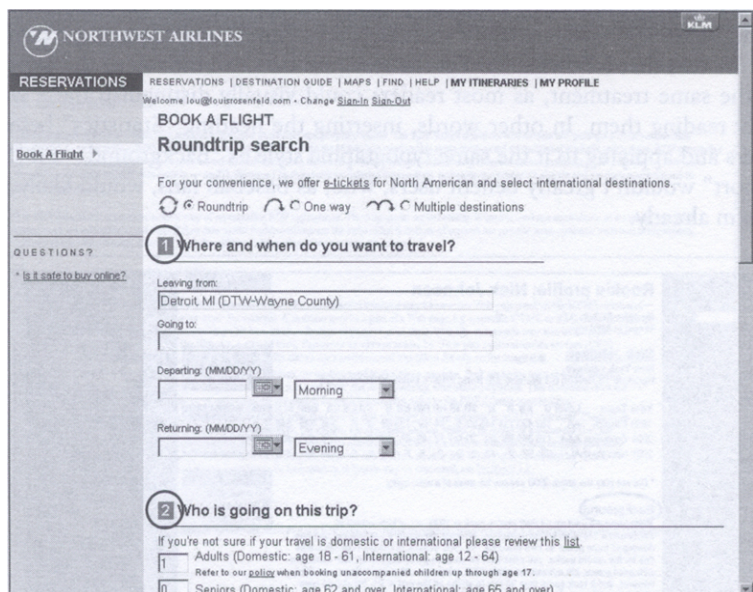 NORTHWEST AIRLINES
KLM
RESERVATIONS
RESERVATIONS | DESTINATION GUIDE | MAPS | FIND | HELP | MY ITINERARIES | MY PROFILE
Welcome lou@louisrosenfeld.com - Change Sign-In Sign-Out
BOOK A FLIGHT
Roundtrip search
Book A Flight
For your convenience, we offer e-tickets for North American and select international destinations.
Roundtrip One way Multiple destinations
1 Where and when do you want to travel?
QUESTIONS?
* Is it safe to buy online?
Leaving from:
Detroit, MI (DTW-Wayne County)
Going to:
Departing: (MM/DD/YY)
Morning
Returning: (MM/DD/YY)
Evening
2 Who is going on this trip?
If you're not sure if your travel is domestic or international please review this list.
1 Adults (Domestic: age 18 - 61, International: age 12 - 64)
Refer to our policy when booking unaccompanied children up through age 17.
0 Seniors (Domestic: age 62 and over, International: age 65 and over)